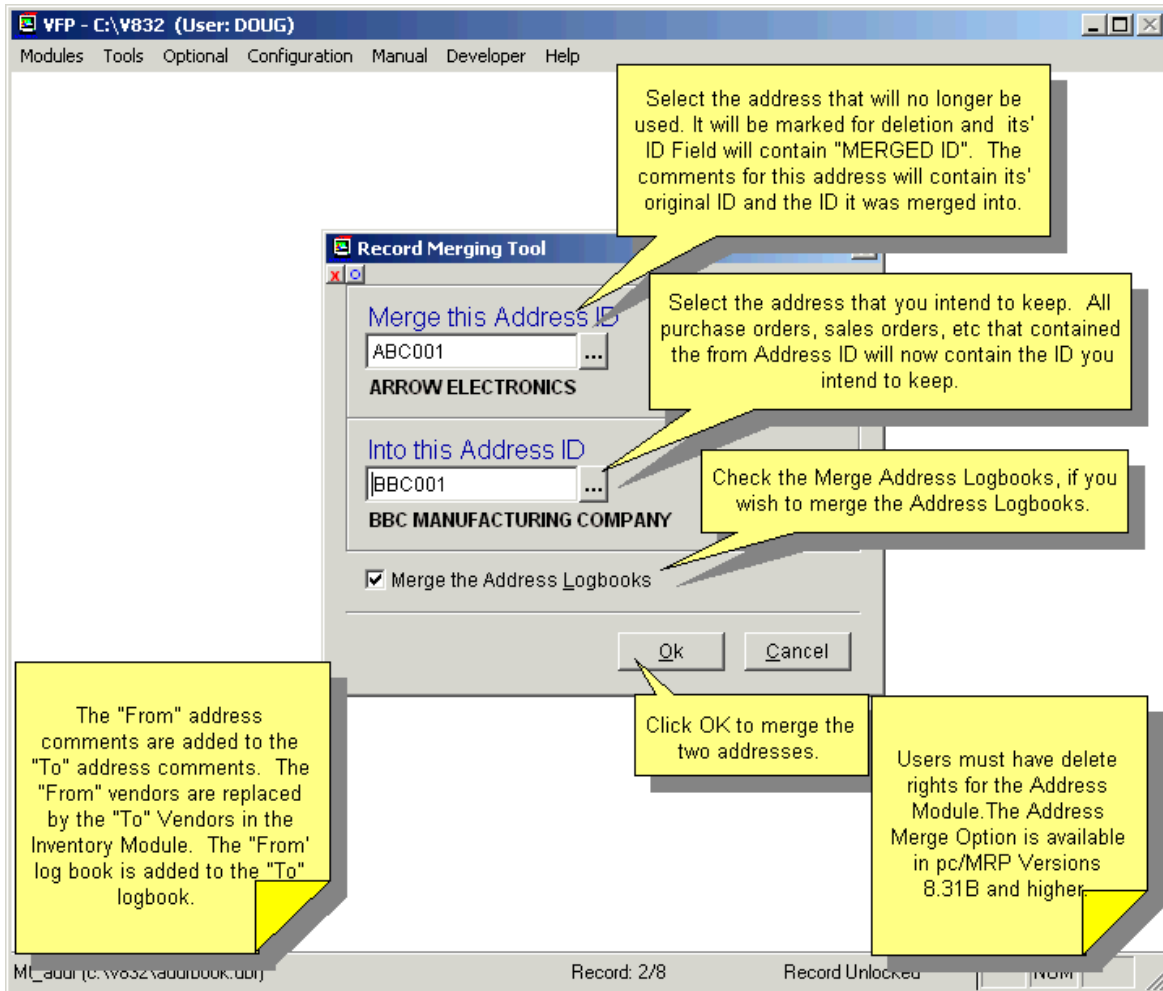 VFP - C:\V832 (User: DOUG)
Modules Tools Optional Configuration Manual Developer Help
Select the address that will no longer be
used. It will be marked for deletion and its'
ID Field will contain "MERGED ID". The
comments for this address will contain its'
original ID and the ID it was merged into.
Record Merging Tool
Merge this Address ID
ABC001
...
ARROW ELECTRONICS
Select the address that you intend to keep. All
purchase orders, sales orders, etc that contained
the from Address ID will now contain the ID you
intend to keep.
Into this Address ID
BBC001
...
BBC MANUFACTURING COMPANY
Check the Merge Address Logbooks, if you
wish to merge the Address Logbooks.
Merge the Address Logbooks
Ok
Cancel
Click OK to merge the
two addresses.
The "From" address
comments are added to the
"To" address comments. The
"From" vendors are replaced
by the "To" Vendors in the
Inventory Module. The "From'
log book is added to the "To"
logbook.
Users must have delete
rights for the Address
Module.The Address
Merge Option is available
in pc/MRP Versions
8.31B and higher.
(c:\v832\addrbook.dbf)
Record: 2/8
Record Unlocked
NUM